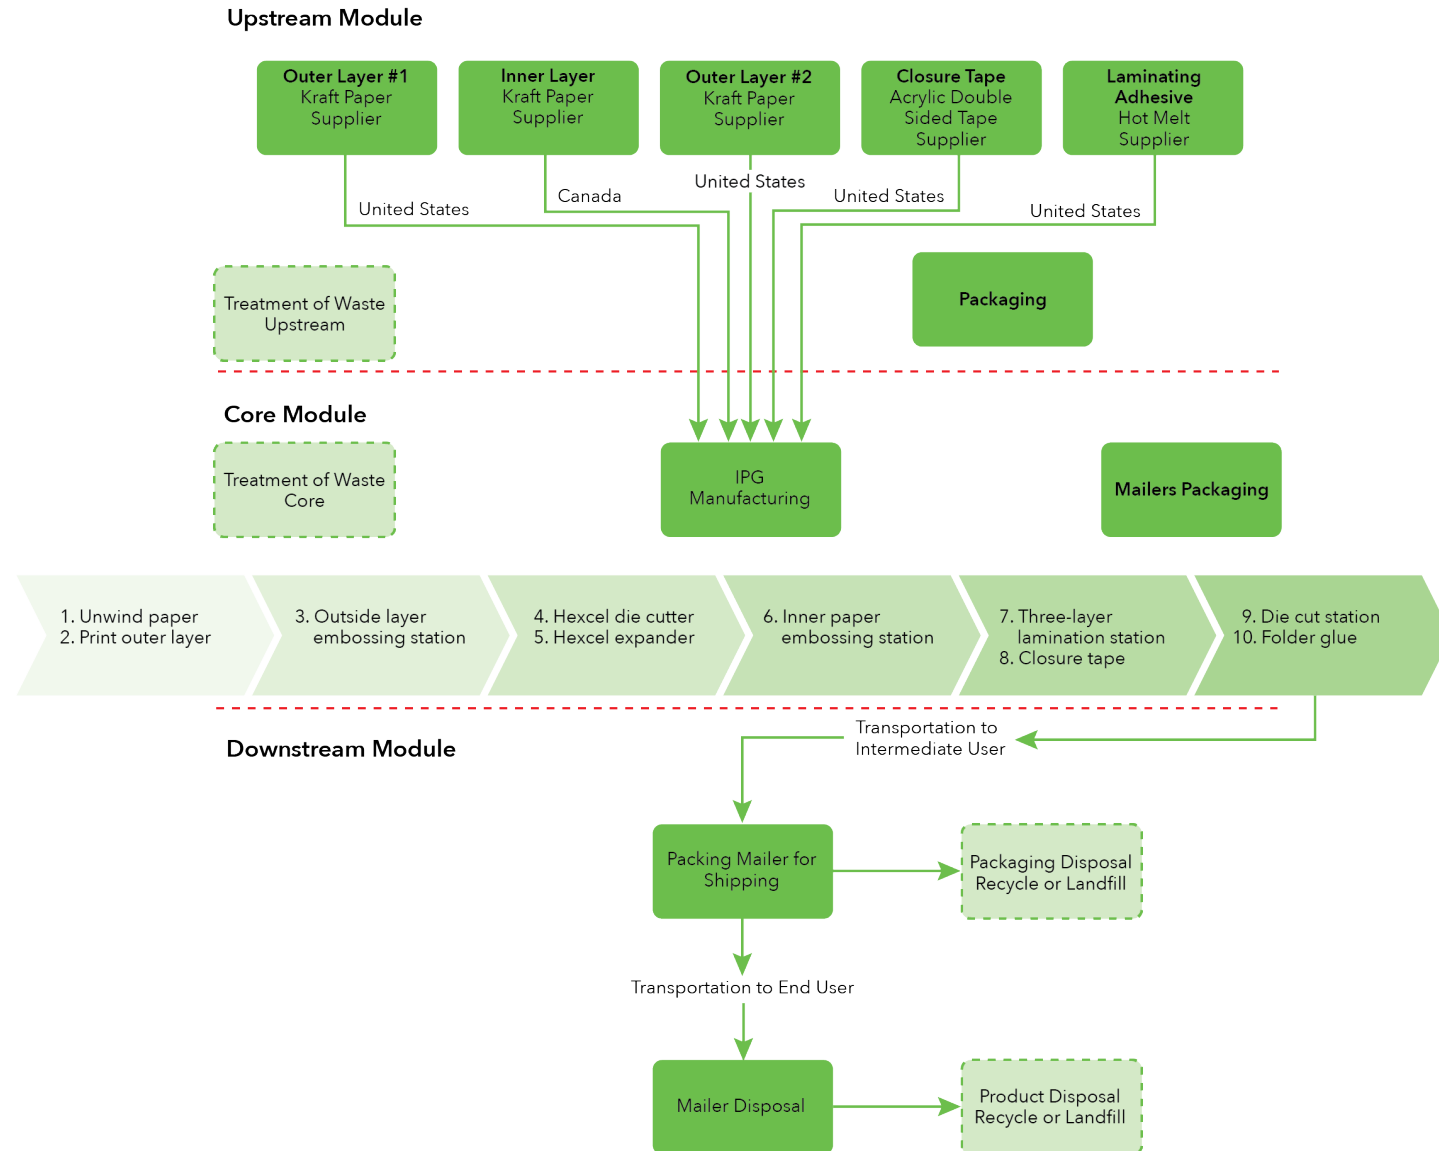 Upstream Module
Outer Layer #1
Kraft Paper
Supplier
Inner Layer
Kraft Paper
Supplier
Outer Layer #2
Kraft Paper
Supplier
Closure Tape
Acrylic Double
Sided Tape
Supplier
Laminating
Adhesive
Hot Melt
Supplier
United States
Canada
United States
United States
United States
Treatment of Waste
Upstream
Packaging
Core Module
Treatment of Waste
Core
IPG
Manufacturing
Mailers Packaging
1. Unwind paper
2. Print outer layer
3. Outside layer
embossing station
4. Hexcel die cutter
5. Hexcel expander
6. Inner paper
embossing station
7. Three-layer
lamination station
8. Closure tape
9. Die cut station
10. Folder glue
Downstream Module
Transportation to
Intermediate User
Packing Mailer for
Shipping
Packaging Disposal
Recycle or Landfill
Transportation to End User
Mailer Disposal
Product Disposal
Recycle or Landfill